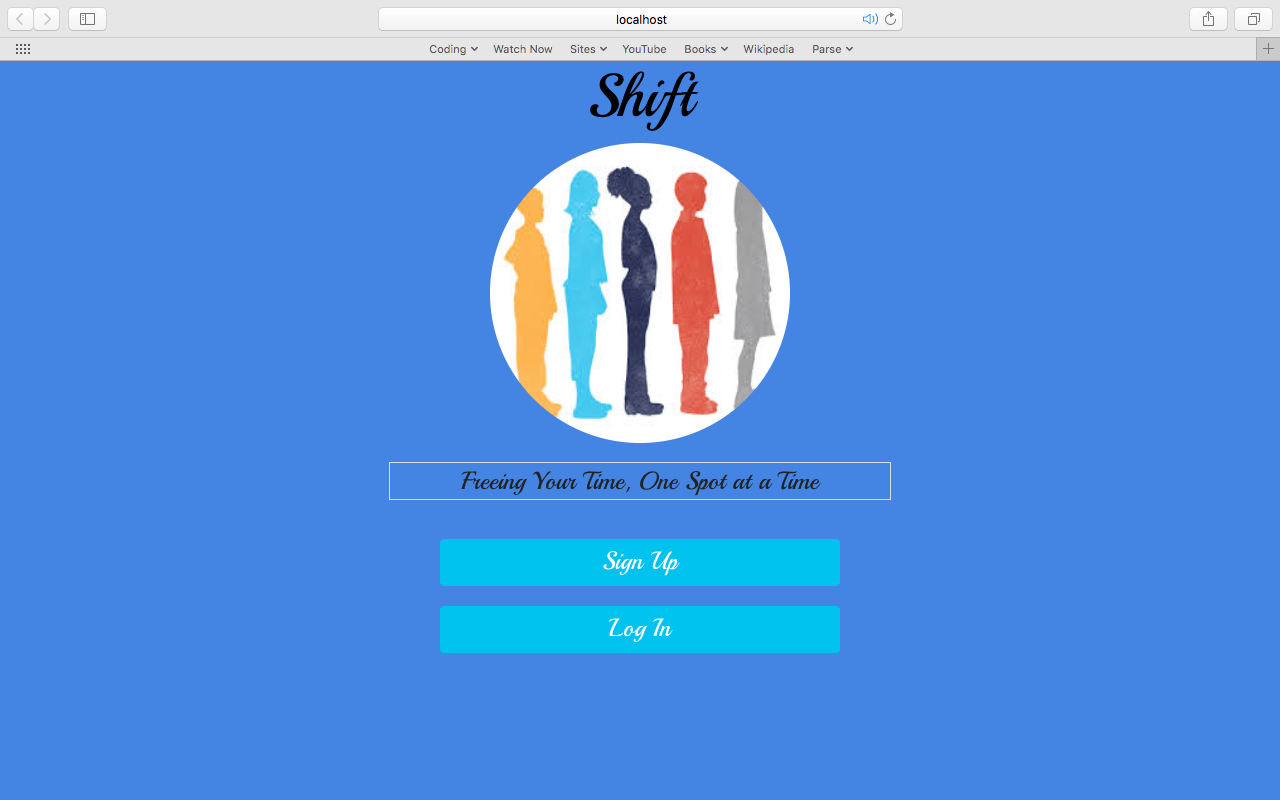 localhost
Coding Watch Now Sites YouTube Books Wikipedia Parse
Shift
Freeing Your Time, One Spot at a Time
Sign Up
Log In